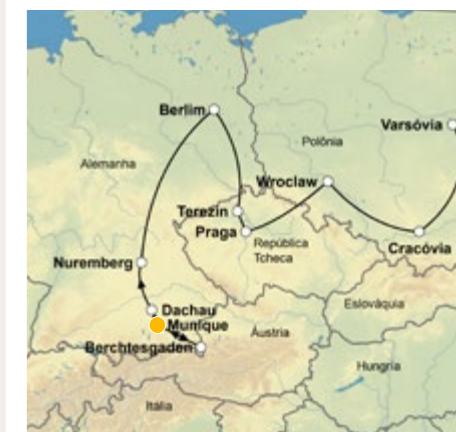 Berlim
Varsóvia
Polônia
Alemanha
Wroclaw
Terezin
Praga
República
Tcheca
Cracóvia
Nuremberg
Eslováquia
Dachau
Munique
Áustria
Berchtesgaden
Hungria
Itália